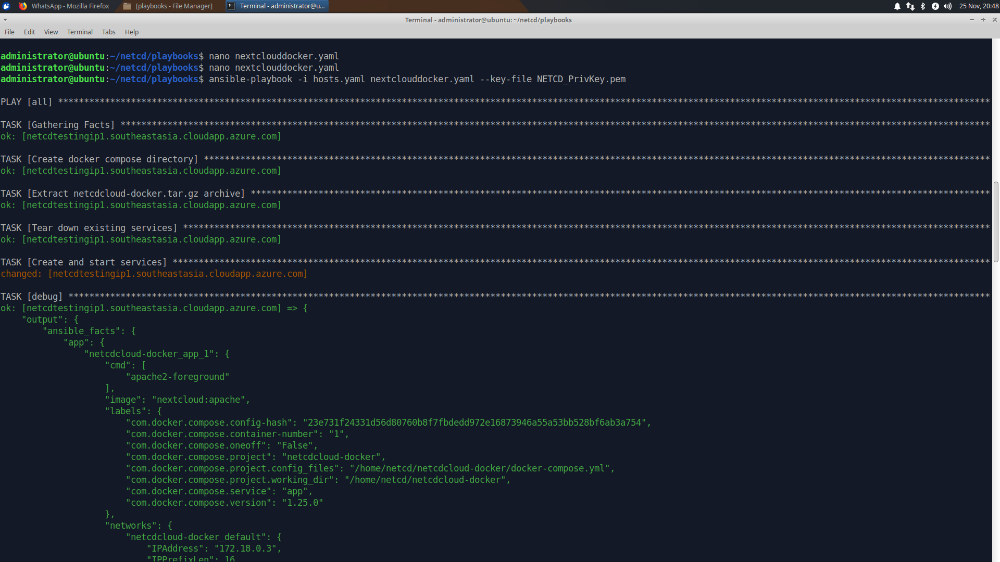 WhatsApp - Mozilla Firefox
[playbooks - File Manager]
Terminal - administrator@u...
25 Nov, 20:48
Terminal - administrator@ubuntu: ~/netcd/playbooks
File Edit View Terminal Tabs Help
administrator@ubuntu:~/netcd/playbooks$ nano nextclouddocker.yaml
administrator@ubuntu:~/netcd/playbooks$ nano nextclouddocker.yaml
administrator@ubuntu:~/netcd/playbooks$ ansible-playbook -i hosts.yaml nextclouddocker.yaml --key-file NETCD_PrivKey.pem
PLAY [all] ***********************************************************************************************************************************************************************************
TASK [Gathering Facts] ***********************************************************************************************************************************************************************
ok: [netcdtestingip1.southeastasia.cloudapp.azure.com]
TASK [Create docker compose directory] *******************************************************************************************************************************************************
ok: [netcdtestingip1.southeastasia.cloudapp.azure.com]
TASK [Extract netcdcloud-docker.tar.gz archive] **********************************************************************************************************************************************
ok: [netcdtestingip1.southeastasia.cloudapp.azure.com]
TASK [Tear down existing services] ***********************************************************************************************************************************************************
ok: [netcdtestingip1.southeastasia.cloudapp.azure.com]
TASK [Create and start services] *************************************************************************************************************************************************************
changed: [netcdtestingip1.southeastasia.cloudapp.azure.com]
TASK [debug] *********************************************************************************************************************************************************************************
ok: [netcdtestingip1.southeastasia.cloudapp.azure.com] => {
    "output": {
        "ansible_facts": {
            "app": {
                "netcdcloud-docker_app_1": {
                    "cmd": [
                        "apache2-foreground"
                    ],
                    "image": "nextcloud:apache",
                    "labels": {
                        "com.docker.compose.config-hash": "23e731f24331d56d80760b8f7fbdedd972e16873946a55a53bb528bf6ab3a754",
                        "com.docker.compose.container-number": "1",
                        "com.docker.compose.oneoff": "False",
                        "com.docker.compose.project": "netcdcloud-docker",
                        "com.docker.compose.project.config_files": "/home/netcd/netcdcloud-docker/docker-compose.yml",
                        "com.docker.compose.project.working_dir": "/home/netcd/netcdcloud-docker",
                        "com.docker.compose.service": "app",
                        "com.docker.compose.version": "1.25.0"
                    },
                    "networks": {
                        "netcdcloud-docker_default": {
                            "IPAddress": "172.18.0.3",
                            "IPPrefixLen": 16